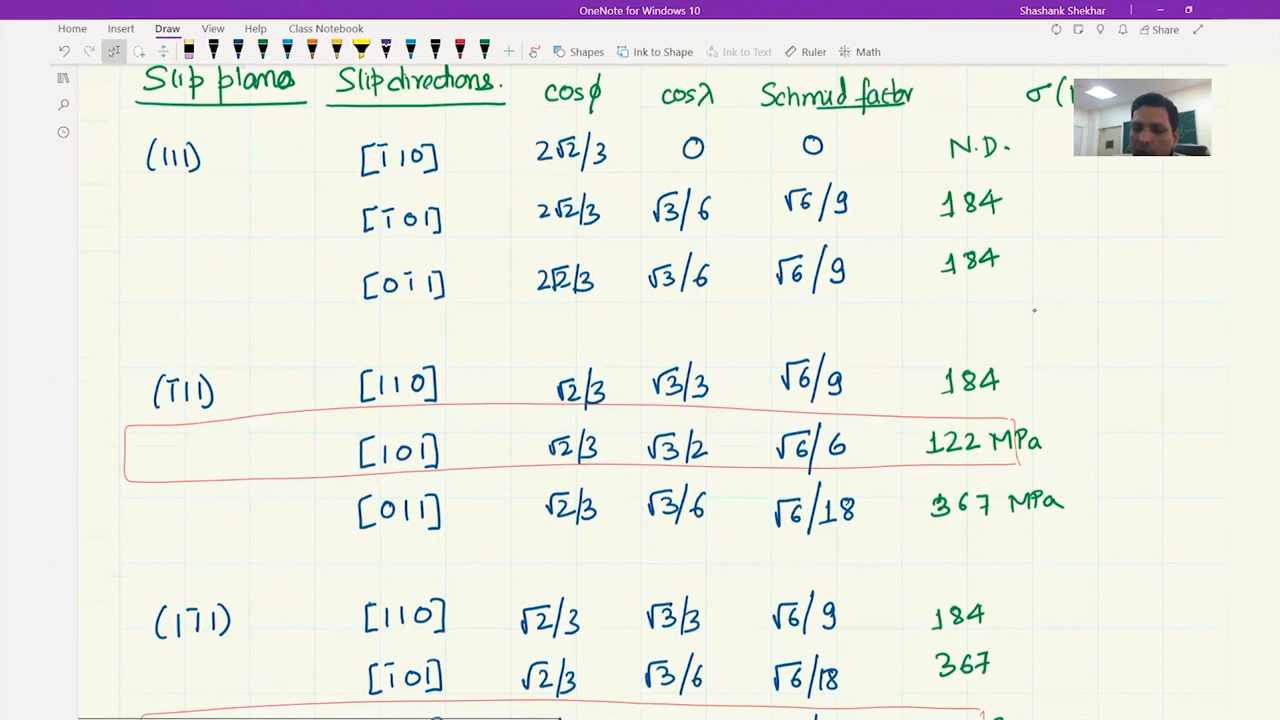 OneNote for Windows 10
Shashank Shekhar
Home Insert Draw View Help Class Notebook
Share
Shapes Ink to Shape Ink to Text Ruler Math
Slip plane Slip directions. cosϕ cosλ Schmid factor σ(
(111) [1̅10] 2√2/3 0 0 N.D.
[1̅01] 2√2/3 √3/6 √6/9 184
[01̅1] 2√2/3 √3/6 √6/9 184
(1̅11) [110] √2/3 √3/3 √6/9 184
[101] √2/3 √3/2 √6/6 122 MPa
[011] √2/3 √3/6 √6/18 367 MPa
(11̅1) [110] √2/3 √3/3 √6/9 184
[1̅01] √2/3 √3/6 √6/18 367